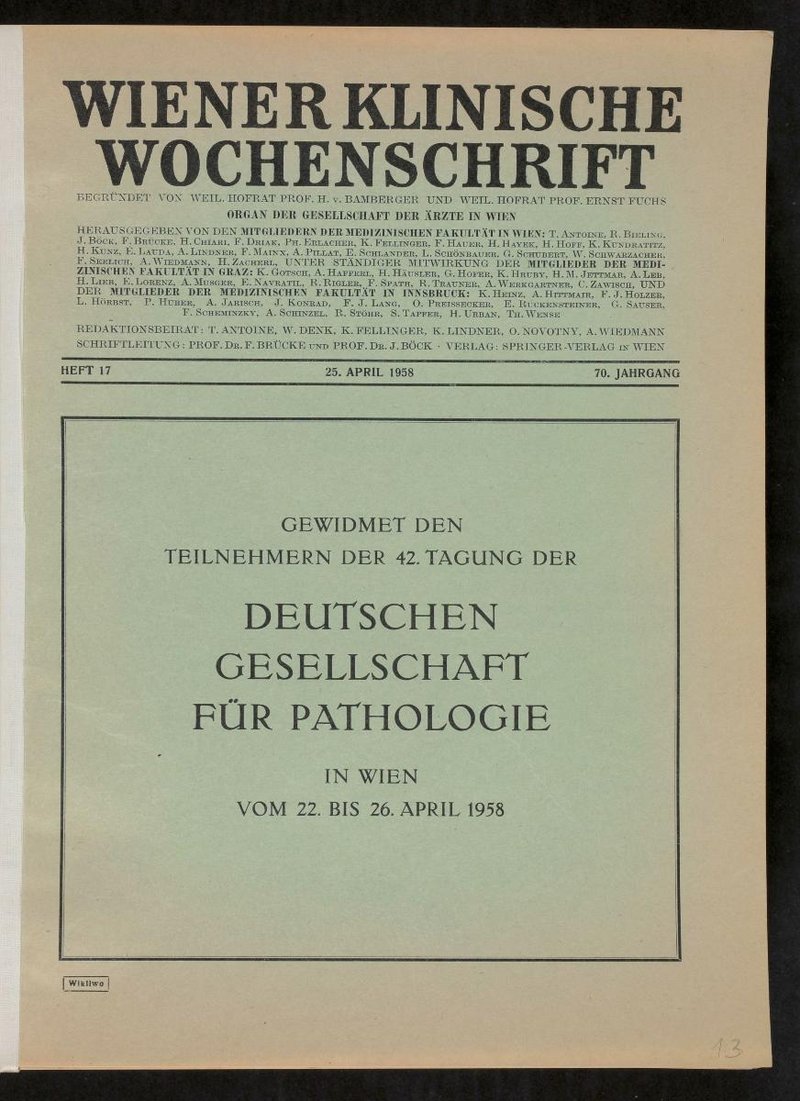 WIENER KLINISCHE
WOCHENSCHRIFT
BEGRÜNDET VON WEIL. HOFRAT PROF. H. v. BAMBERGER UND WEIL. HOFRAT PROF. ERNST FUCHS
ORGAN DER GESELLSCHAFT DER ÄRZTE IN WIEN
HERAUSGEGEBEN VON DEN MITGLIEDERN DER MEDIZINISCHEN FAKULTÄT IN WIEN: T. ANTOINE, R. BIELING,
J. BÖCK, F. BRÜCKE, H. CHIARI, F. DRIAK, PH. ERLACHER, K. FELLINGER, F. HAUER, H. HAYEK, H. HOFF, K. KUNDRATITZ,
H. KUNZ, E. LAUDA, A. LINDNER, F. MAINX, A. PILLAT, E. SCHLANDER, L. SCHÖNBAUER, G. SCHUBERT, W. SCHWARZACHER,
F. SEELICH, A. WIEDMANN, H. ZACHERL, UNTER STÄNDIGER MITWIRKUNG DER MITGLIEDER DER MEDI-
ZINISCHEN FAKULTÄT IN GRAZ: K. GOTSCH, A. HAFFERL, H. HÄUSLER, G. HOFER, K. HRUBY, H. M. JETTMAR, A. LEB,
H. LIEB, E. LORENZ, A. MUSGER, E. NAVRATIL, R. RIGLER, F. SPATH, R. TRAUNER, A. WERKGARTNER, C. ZAWISCH, UND
DER MITGLIEDER DER MEDIZINISCHEN FAKULTÄT IN INNSBRUCK: K. HEINZ, A. HITTMAIR, F. J. HOLZER,
L. HÖRBST, P. HUBER, A. JARISCH, J. KONRAD, F. J. LANG, O. PREISSECKER, E. RUCKENSTEINER, G. SAUSER,
F. SCHEMINZKY, A. SCHINZEL, R. STÖHR, S. TAPFER, H. URBAN, TH. WENSE
REDAKTIONSBEIRAT: T. ANTOINE, W. DENK, K. FELLINGER, K. LINDNER, O. NOVOTNY, A. WIEDMANN
SCHRIFTLEITUNG: PROF. DR. F. BRÜCKE UND PROF. DR. J. BÖCK · VERLAG: SPRINGER-VERLAG IN WIEN
HEFT 17 25. APRIL 1958 70. JAHRGANG
GEWIDMET DEN
TEILNEHMERN DER 42. TAGUNG DER
DEUTSCHEN
GESELLSCHAFT
FÜR PATHOLOGIE
IN WIEN
VOM 22. BIS 26. APRIL 1958
Wikliwo
13